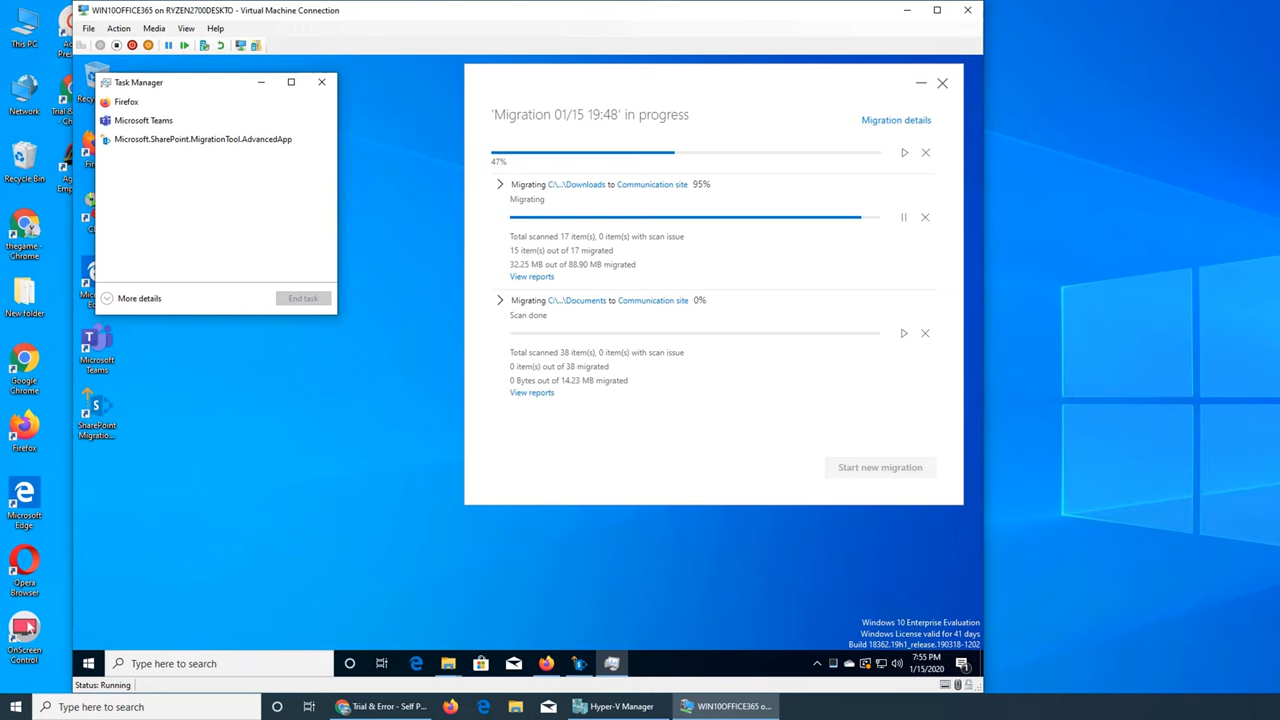 WIN10OFFICE365 on RYZEN2700DESKTO - Virtual Machine Connection
File Action Media View Help
This PC
Network
Recycle Bin
thegame - Chrome
New folder
Google Chrome
Firefox
Microsoft Edge
Opera Browser
OnScreen Control
Task Manager
Firefox
Microsoft Teams
Microsoft.SharePoint.MigrationTool.AdvancedApp
More details
End task
Microsoft Teams
SharePoint Migratio...
'Migration 01/15 19:48' in progress
Migration details
47%
Migrating C:\...\Downloads to Communication site 95%
Migrating
Total scanned 17 item(s), 0 item(s) with scan issue
15 item(s) out of 17 migrated
32.25 MB out of 88.90 MB migrated
View reports
Migrating C:\...\Documents to Communication site 0%
Scan done
Total scanned 38 item(s), 0 item(s) with scan issue
0 item(s) out of 38 migrated
0 Bytes out of 14.23 MB migrated
View reports
Start new migration
Windows 10 Enterprise Evaluation
Windows License valid for 41 days
Build 18362.19h1_release.190318-1202
Type here to search
7:55 PM
1/15/2020
Status: Running
Type here to search
Trial & Error - Self P...
Hyper-V Manager
WIN10OFFICE365 o...